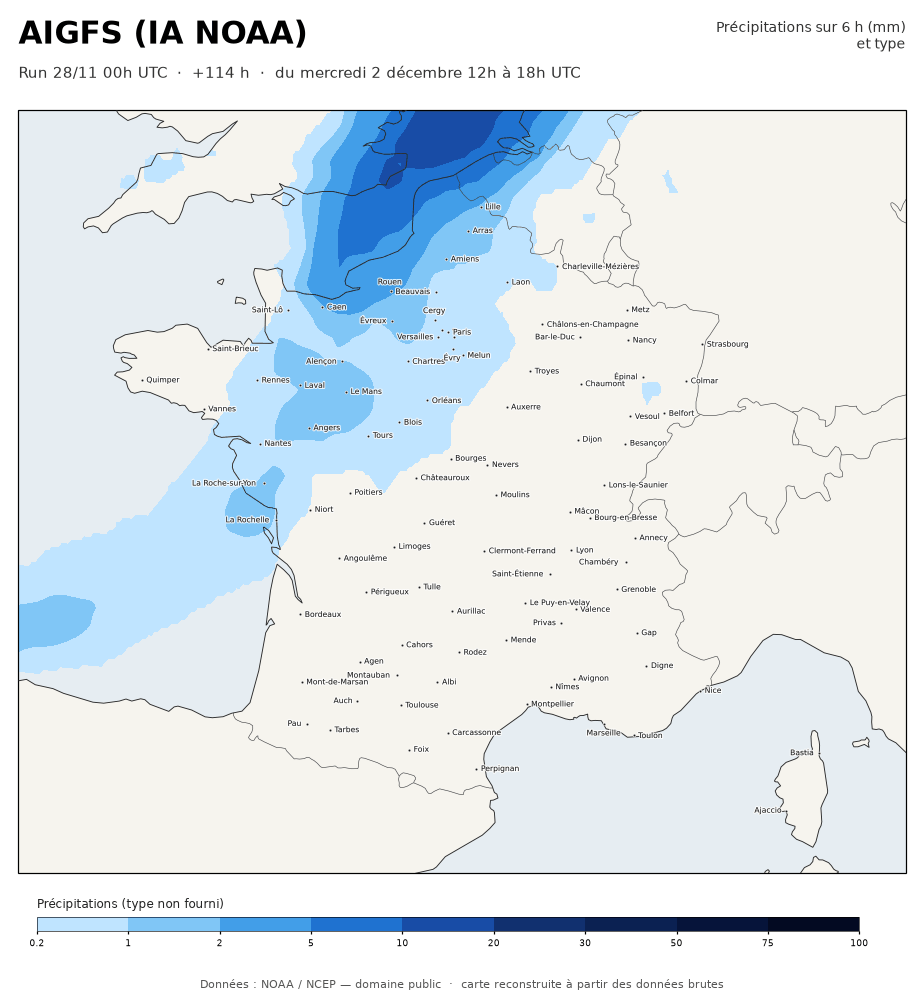 AIGFS (IA NOAA)
Précipitations sur 6 h (mm)
et type
Run 28/11 00h UTC · +114 h · du mercredi 2 décembre 12h à 18h UTC
Lille
Arras
Amiens
Charleville-Mézières
Rouen
Beauvais
Laon
Saint-Lô
Caen
Cergy
Metz
Évreux
Châlons-en-Champagne
Paris
Versailles
Bar-le-Duc
Nancy
Strasbourg
Saint-Brieuc
Alençon
Chartres
Évry
Melun
Troyes
Épinal
Quimper
Rennes
Laval
Chaumont
Colmar
Le Mans
Orléans
Vannes
Auxerre
Vesoul
Belfort
Angers
Blois
Tours
Nantes
Dijon
Besançon
Bourges
Nevers
La Roche-sur-Yon
Châteauroux
Lons-le-Saunier
Poitiers
Moulins
Niort
Mâcon
La Rochelle
Guéret
Bourg-en-Bresse
Annecy
Limoges
Angoulême
Clermont-Ferrand
Lyon
Chambéry
Saint-Étienne
Tulle
Périgueux
Grenoble
Le Puy-en-Velay
Bordeaux
Aurillac
Valence
Privas
Gap
Mende
Cahors
Rodez
Agen
Digne
Montauban
Mont-de-Marsan
Albi
Avignon
Nîmes
Nice
Auch
Toulouse
Montpellier
Pau
Tarbes
Carcassonne
Marseille
Toulon
Foix
Bastia
Perpignan
Ajaccio
Précipitations (type non fourni)
0.2 1 2 5 10 20 30 50 75 100
Données : NOAA / NCEP — domaine public · carte reconstruite à partir des données brutes